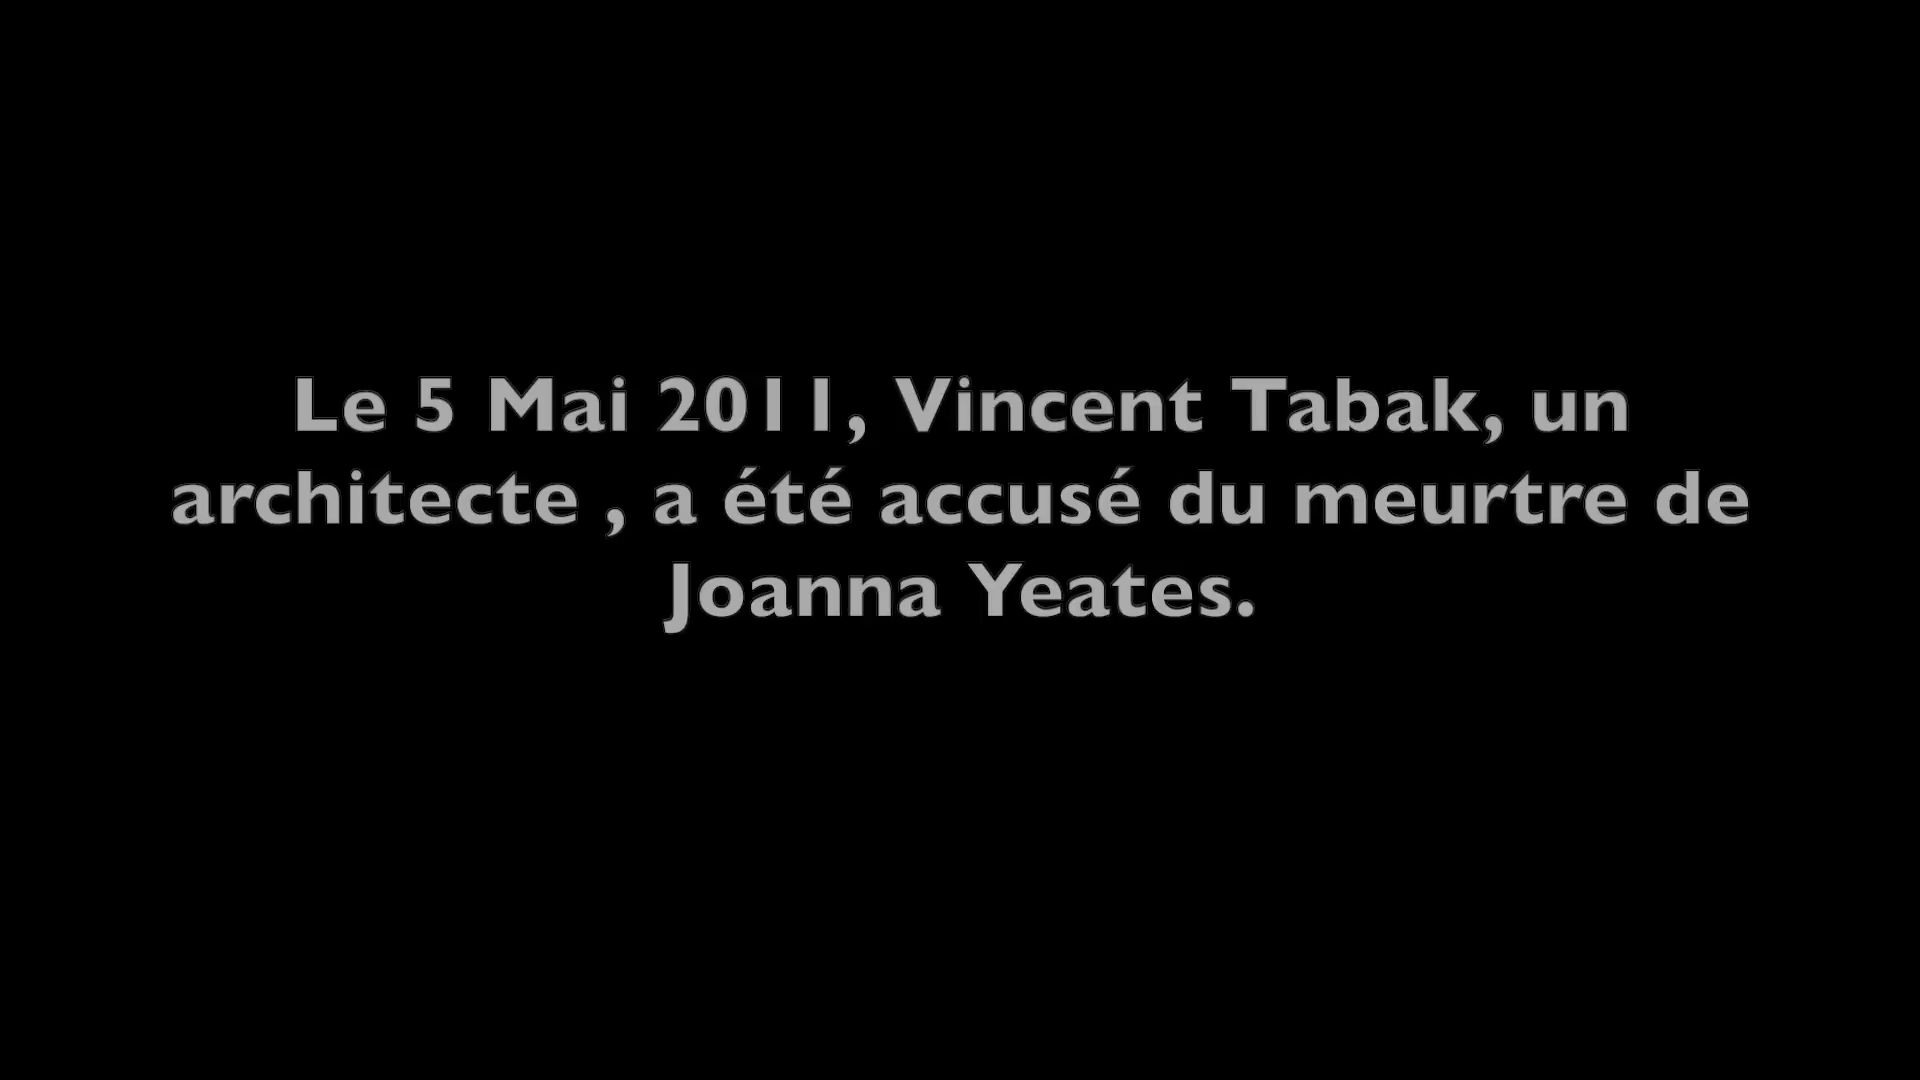 Le 5 Mai 2011, Vincent Tabak, un
architecte , a été accusé du meurtre de
Joanna Yeates.